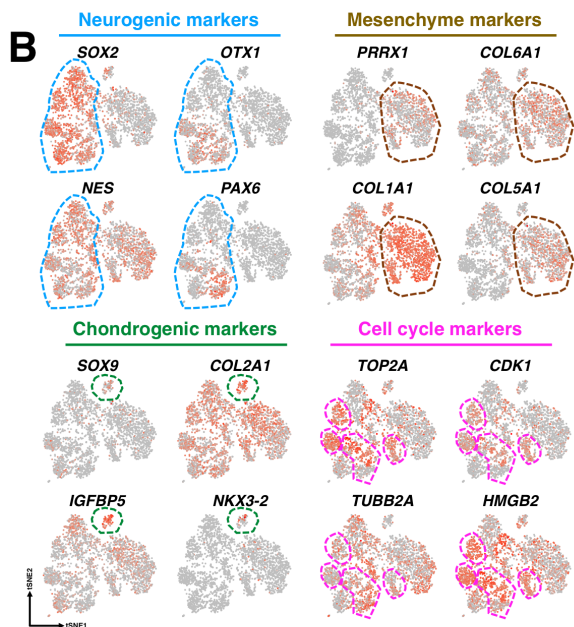 B
Neurogenic markers
Mesenchyme markers
SOX2 OTX1 PRRX1 COL6A1
NES PAX6 COL1A1 COL5A1
Chondrogenic markers
Cell cycle markers
SOX9 COL2A1 TOP2A CDK1
IGFBP5 NKX3-2 TUBB2A HMGB2
tSNE2
tSNE1